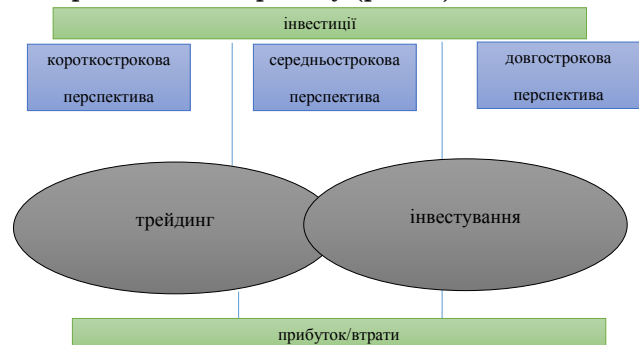 інвестиції
короткострокова
перспектива
середньострокова
перспектива
довгострокова
перспектива
трейдинг
інвестування
прибуток/втрати